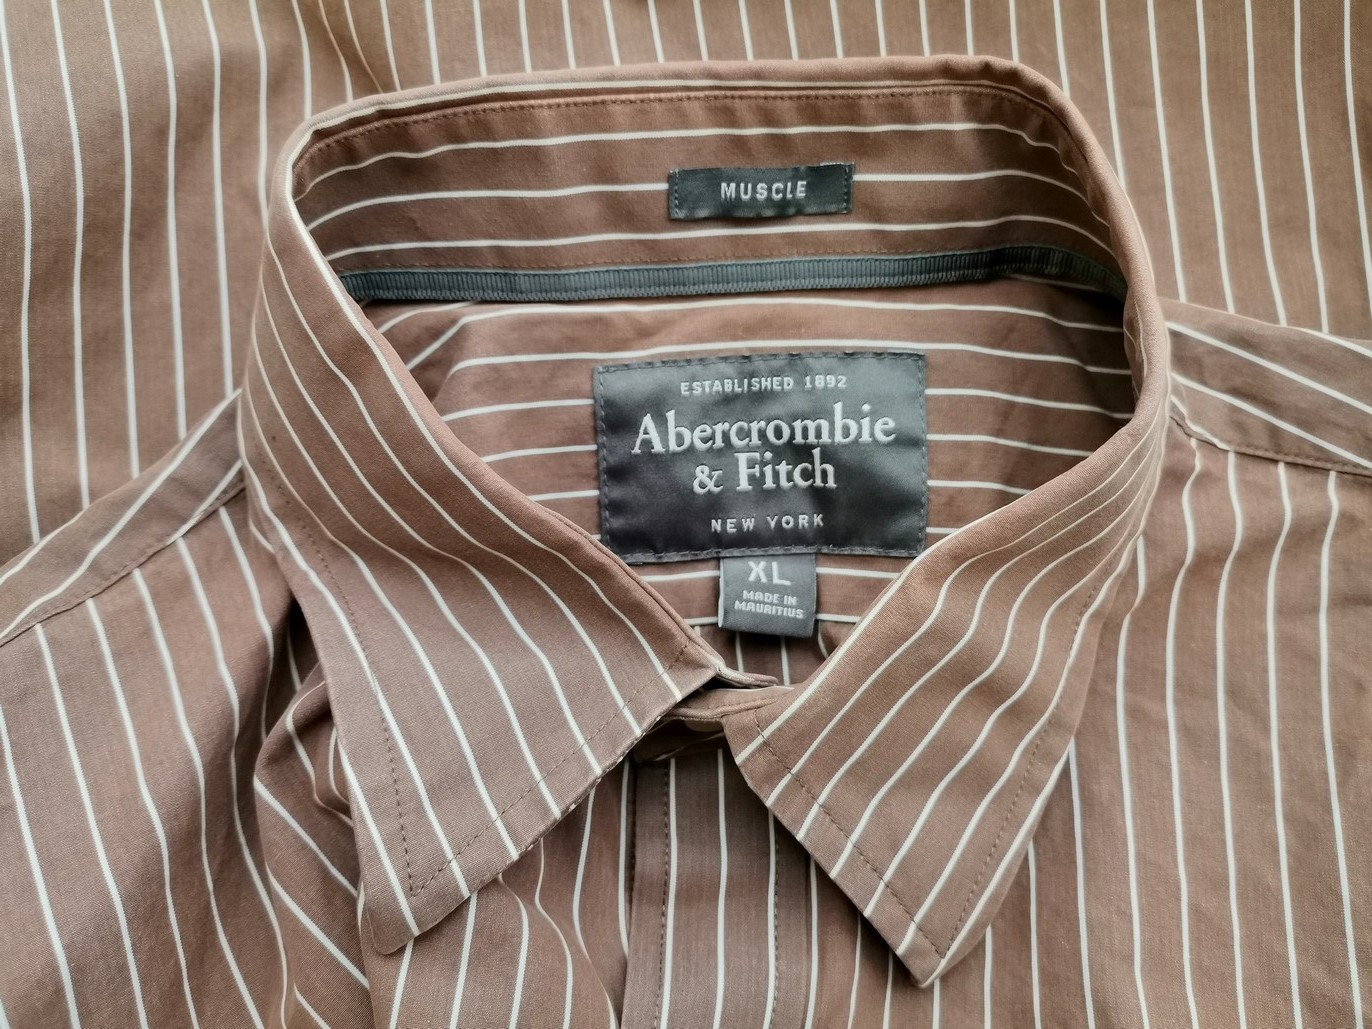 MUSCLE
ESTABLISHED 1892
Abercrombie
& Fitch
NEW YORK
XL
MADE IN
MAURITIUS